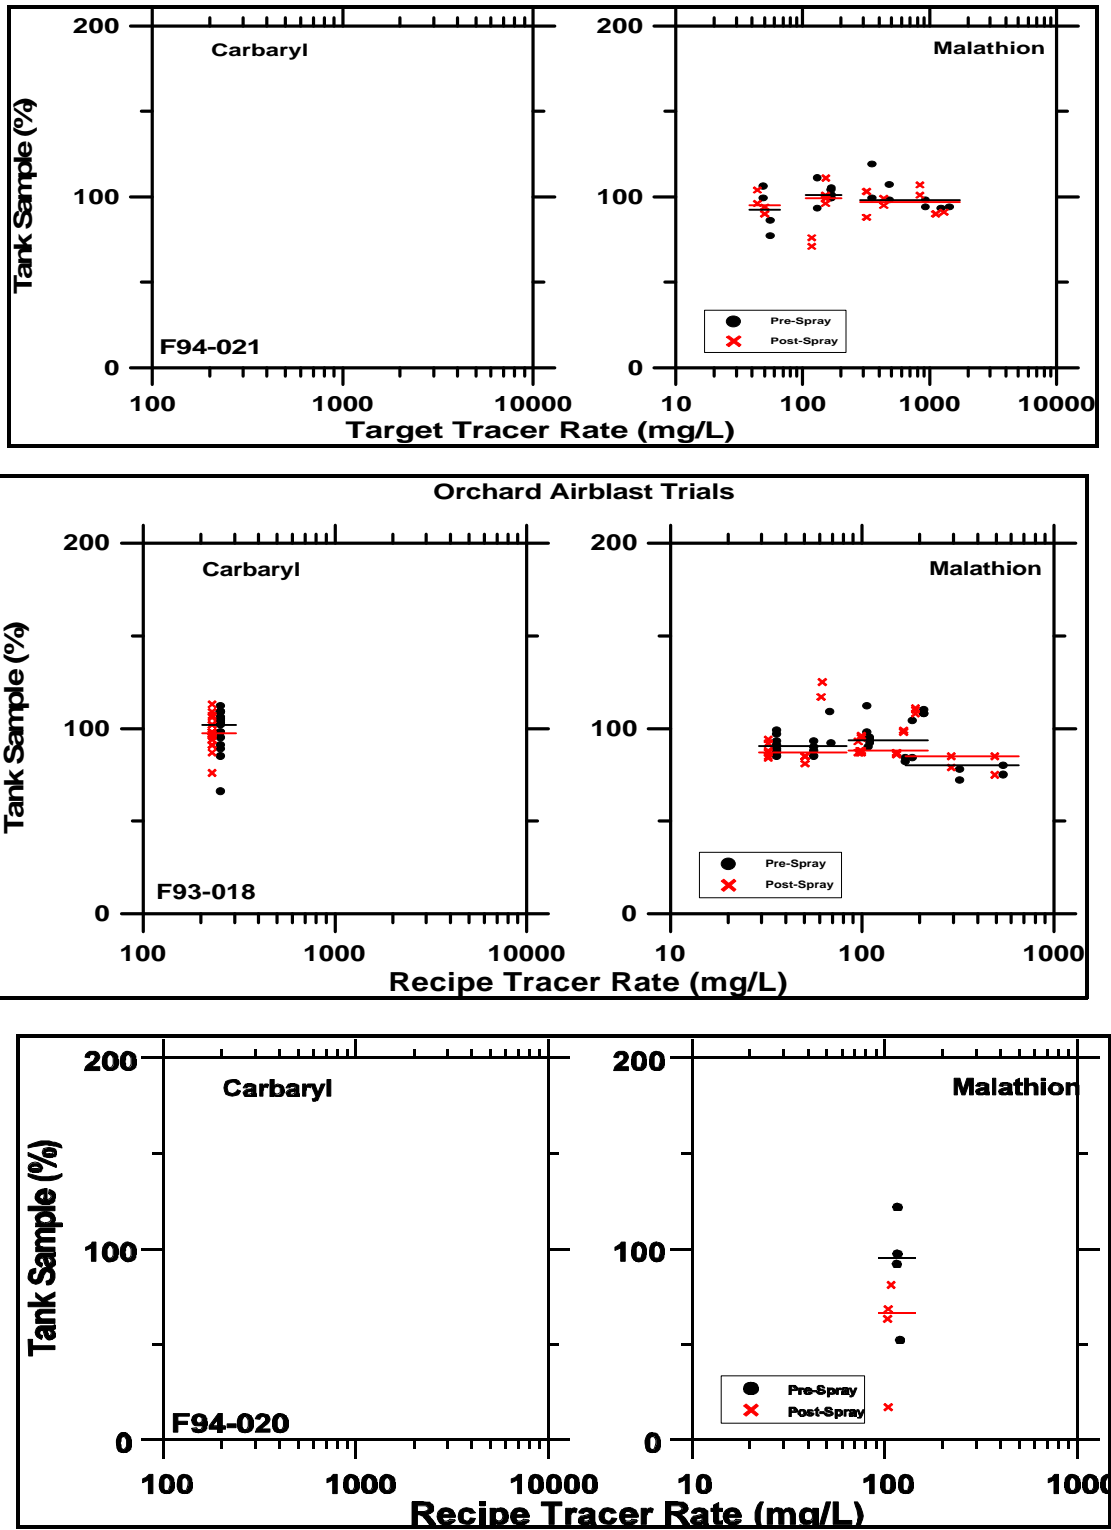 200
200
Carbaryl
Malathion
Tank Sample (%)
100
100
Pre-Spray
Post-Spray
F94-021
0
0
100 1000 10000
10 100 1000 10000
Target Tracer Rate (mg/L)
Orchard Airblast Trials
200
200
Carbaryl
Malathion
Tank Sample (%)
100
100
Pre-Spray
Post-Spray
F93-018
0
0
100 1000 10000
10 100 1000
Recipe Tracer Rate (mg/L)
200
200
Carbaryl
Malathion
Tank Sample (%)
100
100
Pre-Spray
Post-Spray
F94-020
0
0
100 1000 10000
10 100 1000
Recipe Tracer Rate (mg/L)